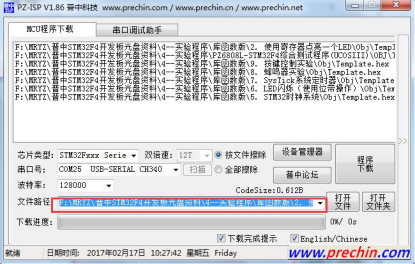 PZ-ISP V1.86 普中科技 www.prechin.com / www.prechin.cn / www.prechin.net
MCU程序下载 串口调试助手
F:\MRYZ\普中STM32F4开发板光盘资料\4--实验程序\库函数版\2. 使用寄存器点亮一个LED\Obj\Templ
F:\MRYZ\普中STM32F4开发板光盘资料\4--实验程序\PZ6808L-STM32F4综合测试程序(UCOSIII)\OBJ\
F:\MRYZ\普中STM32F4开发板光盘资料\4--实验程序\库函数版\9. 按键控制实验\Obj\Template.hex
F:\MRYZ\普中STM32F4开发板光盘资料\4--实验程序\库函数版\8. 蜂鸣器实验\Obj\Template.hex
F:\MRYZ\普中STM32F4开发板光盘资料\4--实验程序\库函数版\7. SysTick系统定时器\Obj\Template
F:\MRYZ\普中STM32F4开发板光盘资料\4--实验程序\库函数版\6. LED闪烁（使用位带操作）\Obj\Tem
F:\MRYZ\普中STM32F4开发板光盘资料\4--实验程序\库函数版\5. STM32时钟系统\Obj\Template.hex
芯片类型: STM32Fxxx Serie 双倍速: 12T 按文件擦除 设备管理器 程序下载
串口号: COM25 USB-SERIAL CH340 扫描 全部擦除
波特率: 128000 普中论坛
CodeSize:0.612B
文件路径: F:\MRYZ\普中STM32F4开发板光盘资料\4--实验程序\库函数版\2. 打开文件 打开文件夹
下载进度: 0%/ 0s
下载完成提示 English/Chinese
就绪 日期时间: 2017年02月17日 10:27:42 星期五 Friday
www.prechin.com